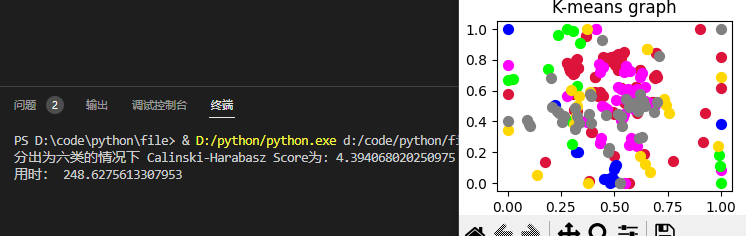 K-means graph
问题 2 输出 调试控制台 终端
PS D:\code\python\file> & D:/python/python.exe d:/code/python/fi
分出为六类的情况下 Calinski-Harabasz Score为: 4.394068020250975
用时: 248.6275613307953
1.0
0.8
0.6
0.4
0.2
0.0
0.00 0.25 0.50 0.75 1.00